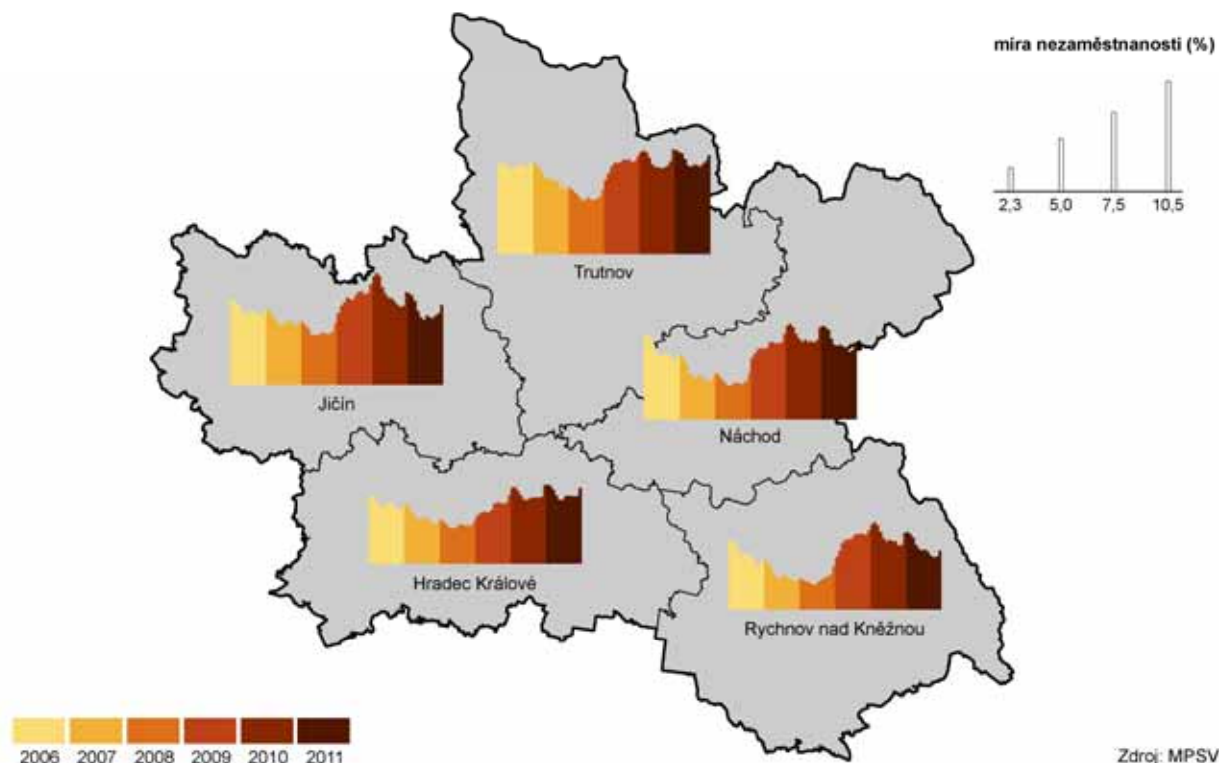 míra nezaměstnanosti (%)
2,3 5,0 7,5 10,5
Trutnov
Jičín
Náchod
Hradec Králové
Rychnov nad Kněžnou
2006 2007 2008 2009 2010 2011
Zdroj: MPSV